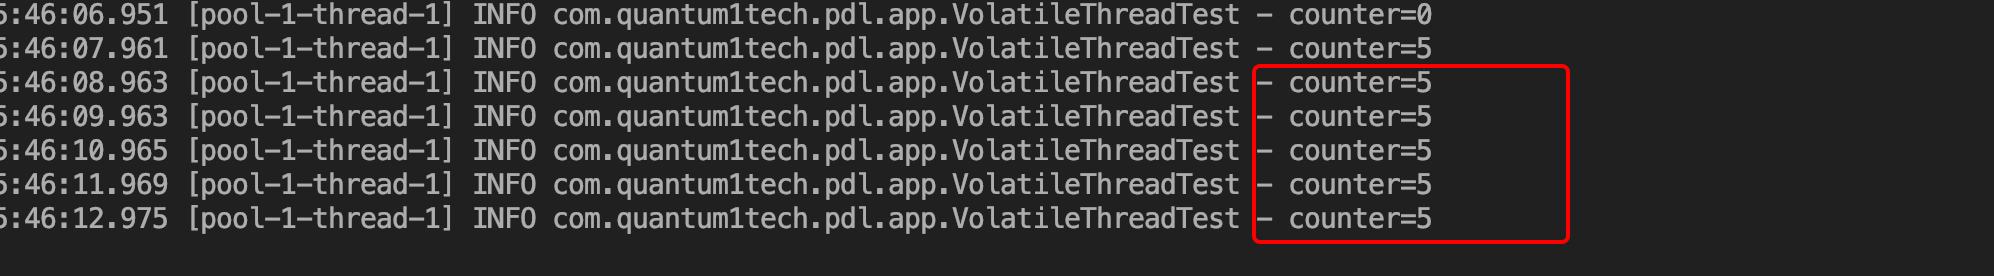 5:46:06.951 [pool-1-thread-1] INFO com.quantum1tech.pdl.app.VolatileThreadTest - counter=0
5:46:07.961 [pool-1-thread-1] INFO com.quantum1tech.pdl.app.VolatileThreadTest - counter=5
5:46:08.963 [pool-1-thread-1] INFO com.quantum1tech.pdl.app.VolatileThreadTest - counter=5
5:46:09.963 [pool-1-thread-1] INFO com.quantum1tech.pdl.app.VolatileThreadTest - counter=5
5:46:10.965 [pool-1-thread-1] INFO com.quantum1tech.pdl.app.VolatileThreadTest - counter=5
5:46:11.969 [pool-1-thread-1] INFO com.quantum1tech.pdl.app.VolatileThreadTest - counter=5
5:46:12.975 [pool-1-thread-1] INFO com.quantum1tech.pdl.app.VolatileThreadTest - counter=5